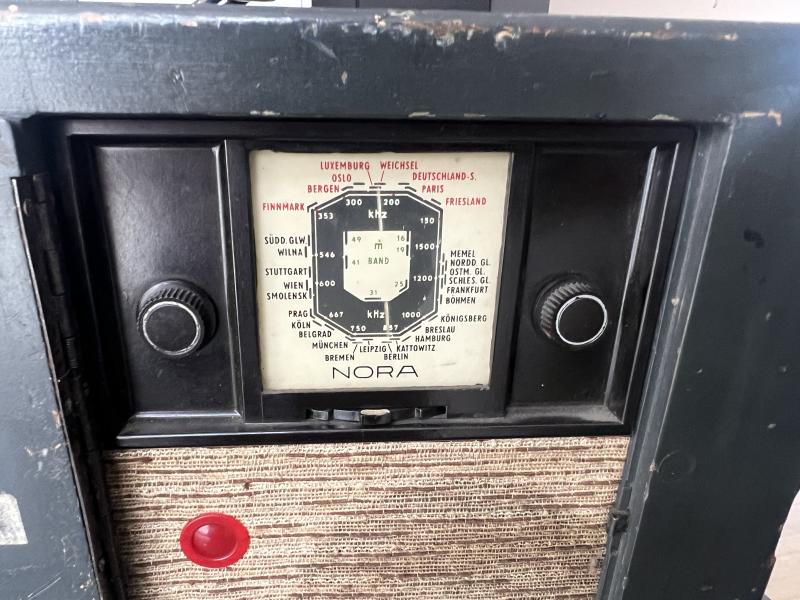 LUXEMBURG WEICHSEL
OSLO DEUTSCHLAND-S.
BERGEN PARIS
FINNMARK FRIESLAND
300 200
353 kHz 150
49 m 16
19
SÜDD.GLW. 546 1500
WILNA 41 BAND
MEMEL
NORDD. GL.
STUTTGART OSTM. GL.
WIEN 600 25 1200 SCHLES. GL.
SMOLENSK 31 FRANKFURT
BÖHMEN
PRAG 667 kHz 1000 KÖNIGSBERG
KÖLN 750 857 BRESLAU
BELGRAD HAMBURG
MÜNCHEN LEIPZIG KATTOWITZ
BREMEN BERLIN
NORA